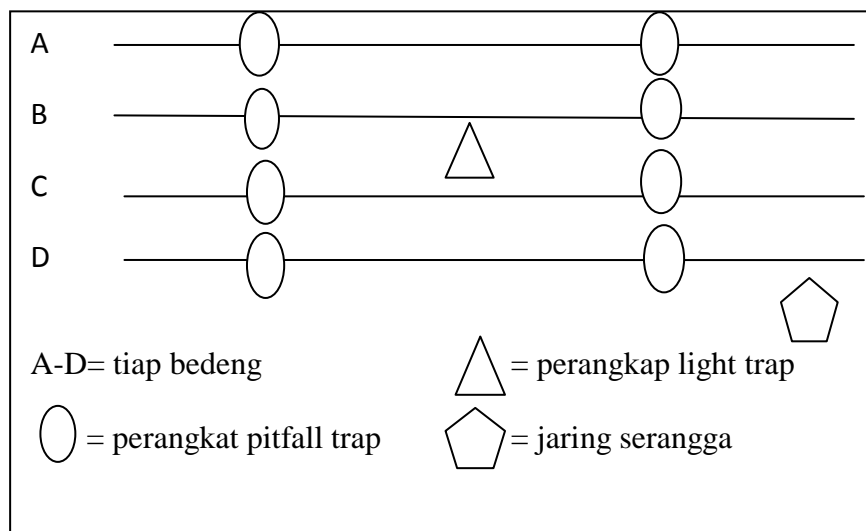 A
B
C
D
A-D= tiap bedeng
= perangkap light trap
= perangkat pitfall trap
= jaring serangga